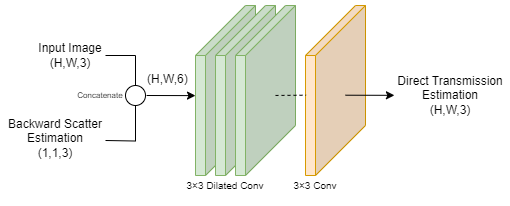 Input Image
(H,W,3)
Concatenate
(H,W,6)
Backward Scatter
Estimation
(1,1,3)
3×3 Dilated Conv
3×3 Conv
Direct Transmission
Estimation
(H,W,3)